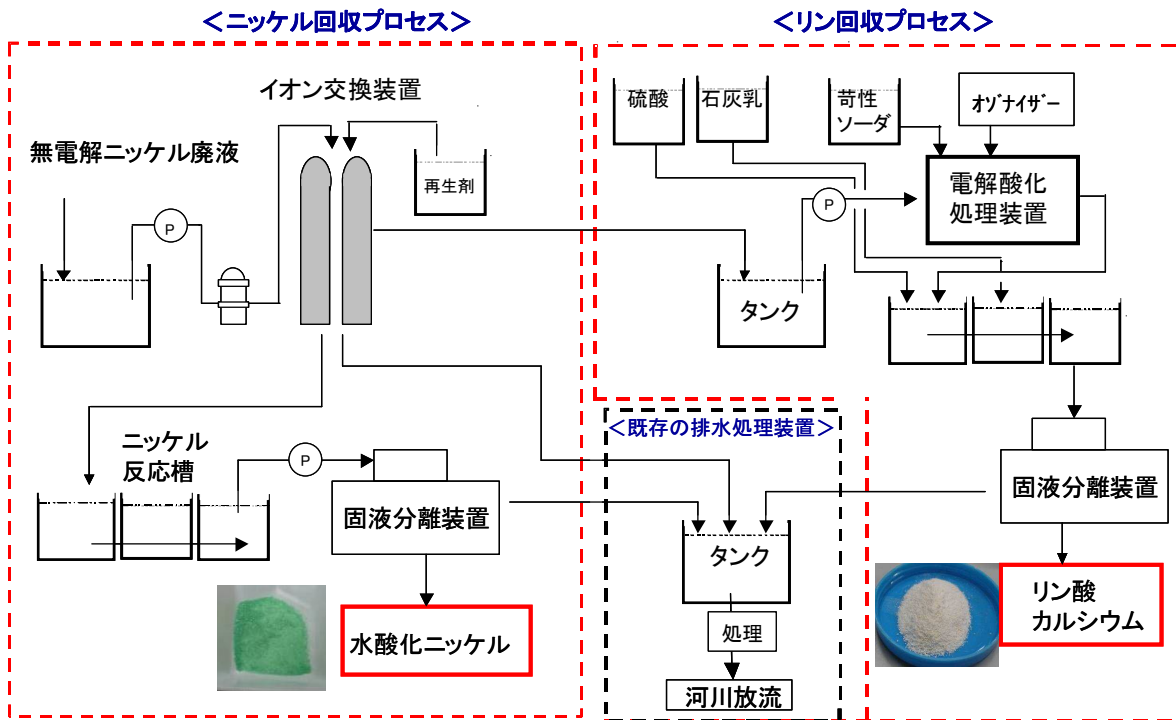 ＜ニッケル回収プロセス＞
＜リン回収プロセス＞
イオン交換装置
無電解ニッケル廃液
再生剤
P
硫酸
石灰乳
苛性
ソーダ
ｵｿﾞﾅｲｻﾞｰ
電解酸化
処理装置
P
タンク
ニッケル
反応槽
P
固液分離装置
水酸化ニッケル
＜既存の排水処理装置＞
タンク
処理
河川放流
固液分離装置
リン酸
カルシウム